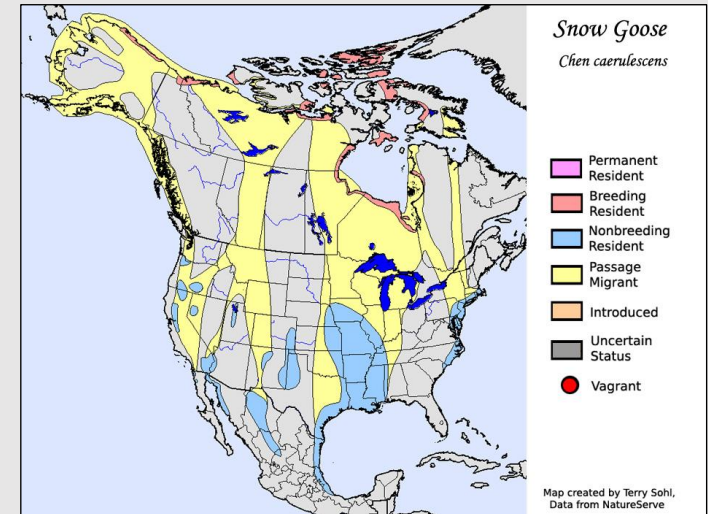 Snow Goose
Chen caerulescens
Permanent
Resident
Breeding
Resident
Nonbreeding
Resident
Passage
Migrant
Introduced
Uncertain
Status
Vagrant
Map created by Terry Sohl,
Data from NatureServe